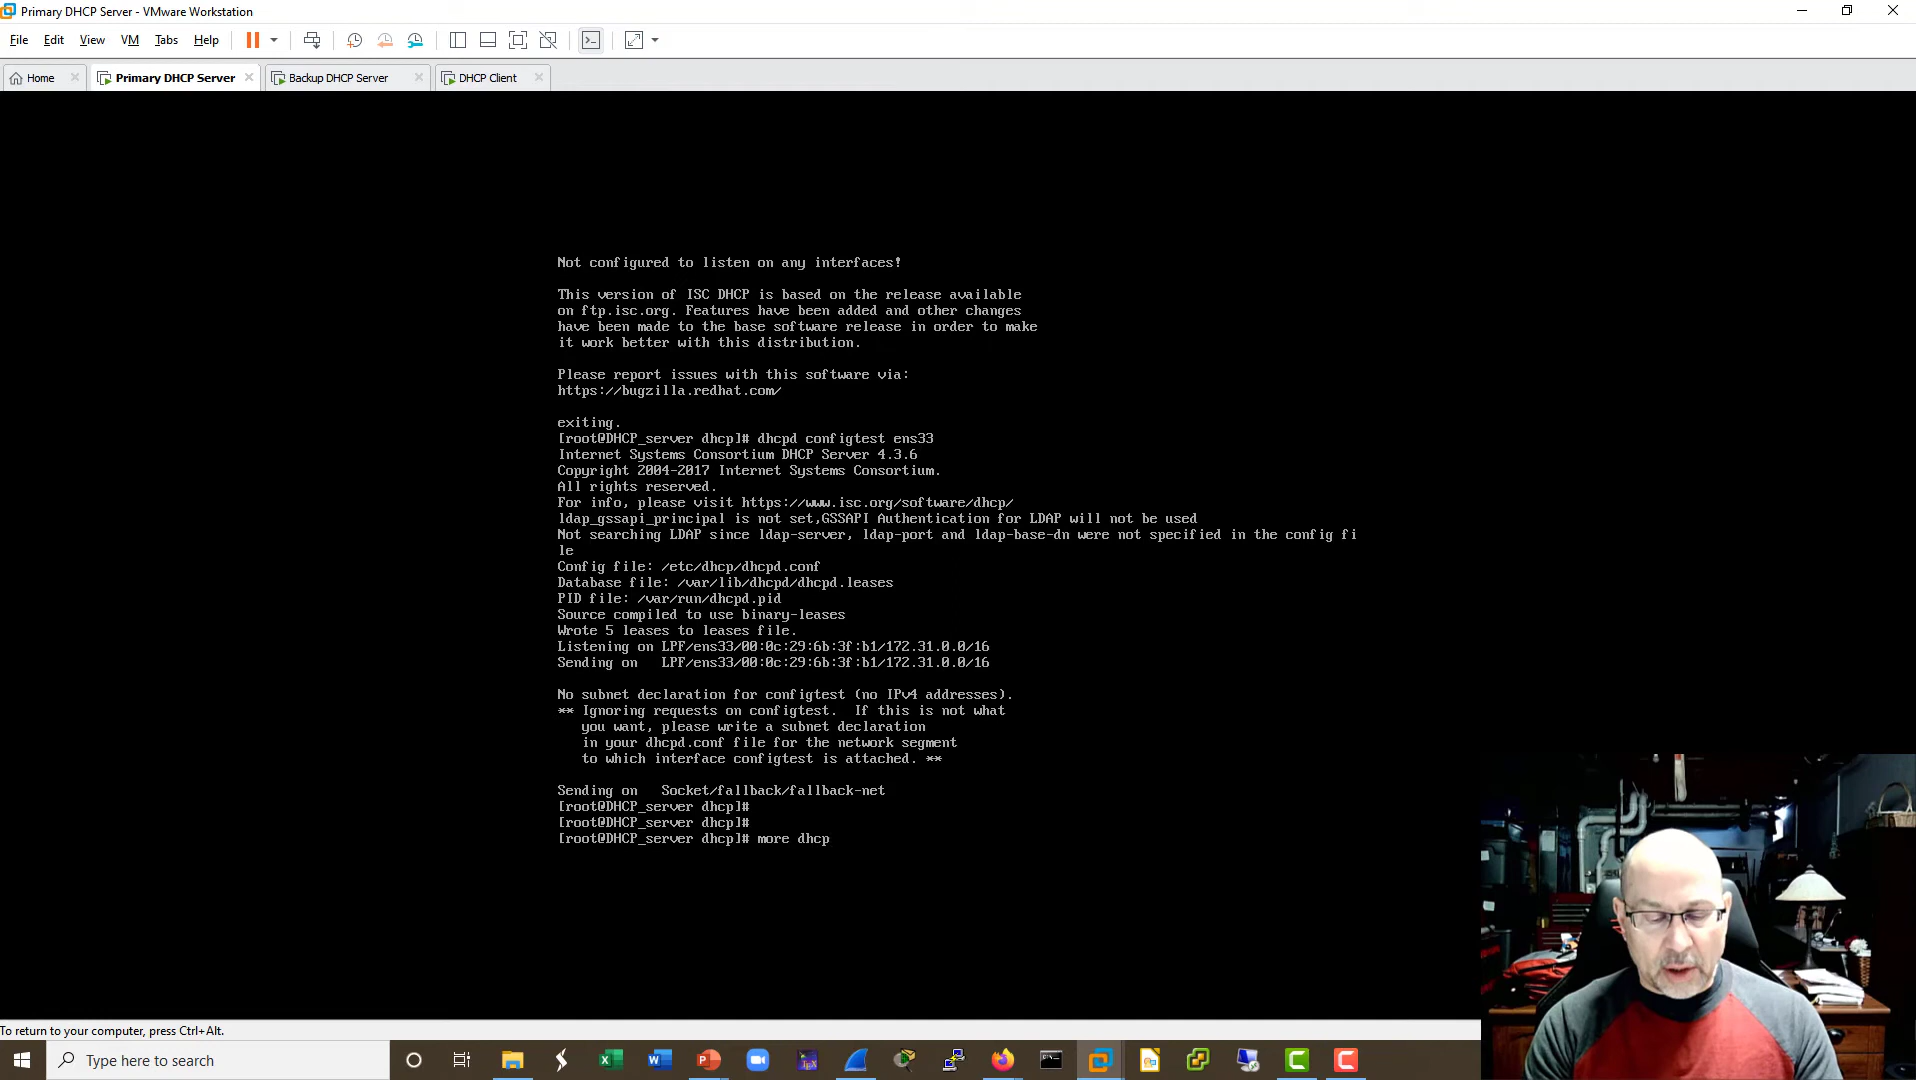 Primary DHCP Server - VMware Workstation
File Edit View VM Tabs Help
Home Primary DHCP Server Backup DHCP Server DHCP Client
Not configured to listen on any interfaces!
This version of ISC DHCP is based on the release available
on ftp.isc.org. Features have been added and other changes
have been made to the base software release in order to make
it work better with this distribution.
Please report issues with this software via:
https://bugzilla.redhat.com/
exiting.
[root@DHCP_server dhcp]# dhcpd configtest ens33
Internet Systems Consortium DHCP Server 4.3.6
Copyright 2004-2017 Internet Systems Consortium.
All rights reserved.
For info, please visit https://www.isc.org/software/dhcp/
ldap_gssapi_principal is not set,GSSAPI Authentication for LDAP will not be used
Not searching LDAP since ldap-server, ldap-port and ldap-base-dn were not specified in the config fi
le
Config file: /etc/dhcp/dhcpd.conf
Database file: /var/lib/dhcpd/dhcpd.leases
PID file: /var/run/dhcpd.pid
Source compiled to use binary-leases
Wrote 5 leases to leases file.
Listening on LPF/ens33/00:0c:29:6b:3f:b1/172.31.0.0/16
Sending on   LPF/ens33/00:0c:29:6b:3f:b1/172.31.0.0/16
No subnet declaration for configtest (no IPv4 addresses).
** Ignoring requests on configtest.  If this is not what
   you want, please write a subnet declaration
   in your dhcpd.conf file for the network segment
   to which interface configtest is attached. **
Sending on   Socket/fallback/fallback-net
[root@DHCP_server dhcp]#
[root@DHCP_server dhcp]#
[root@DHCP_server dhcp]# more dhcp
To return to your computer, press Ctrl+Alt.
Type here to search